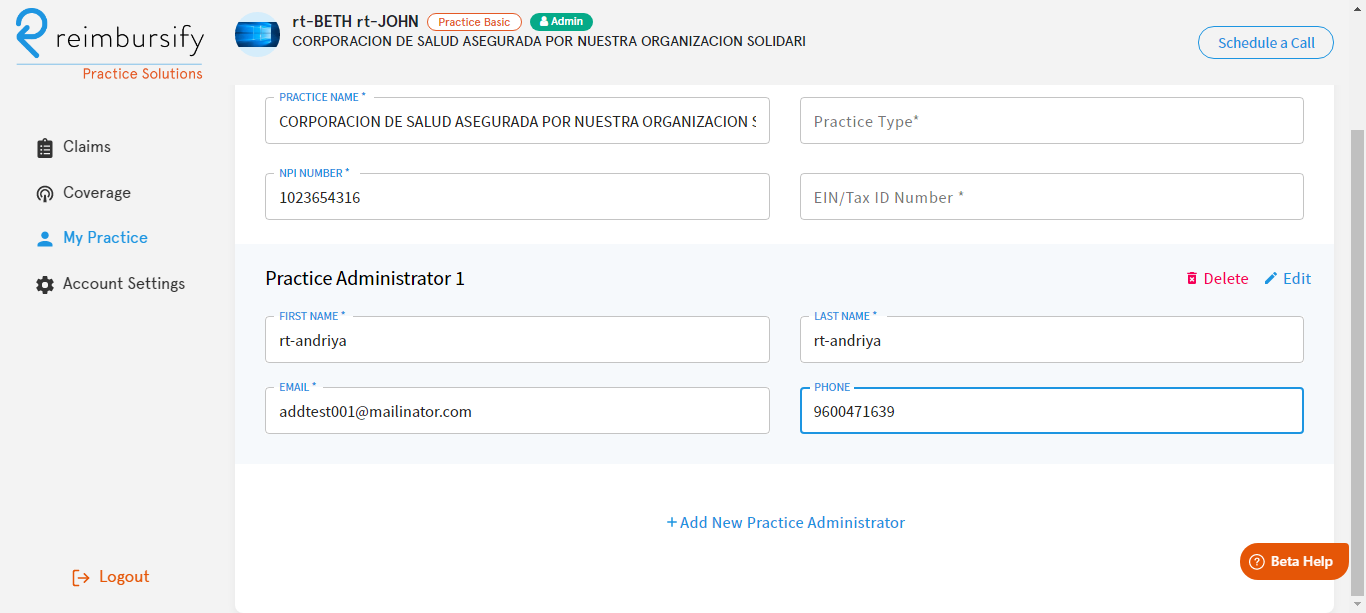 reimbursify
Practice Solutions
rt-BETH rt-JOHN Practice Basic Admin
CORPORACION DE SALUD ASEGURADA POR NUESTRA ORGANIZACION SOLIDARI
Schedule a Call
Claims
Coverage
My Practice
Account Settings
Logout
PRACTICE NAME *
CORPORACION DE SALUD ASEGURADA POR NUESTRA ORGANIZACION S
Practice Type*
NPI NUMBER *
1023654316
EIN/Tax ID Number *
Practice Administrator 1
Delete Edit
FIRST NAME *
rt-andriya
LAST NAME *
rt-andriya
EMAIL *
addtest001@mailinator.com
PHONE
9600471639
+ Add New Practice Administrator
? Beta Help